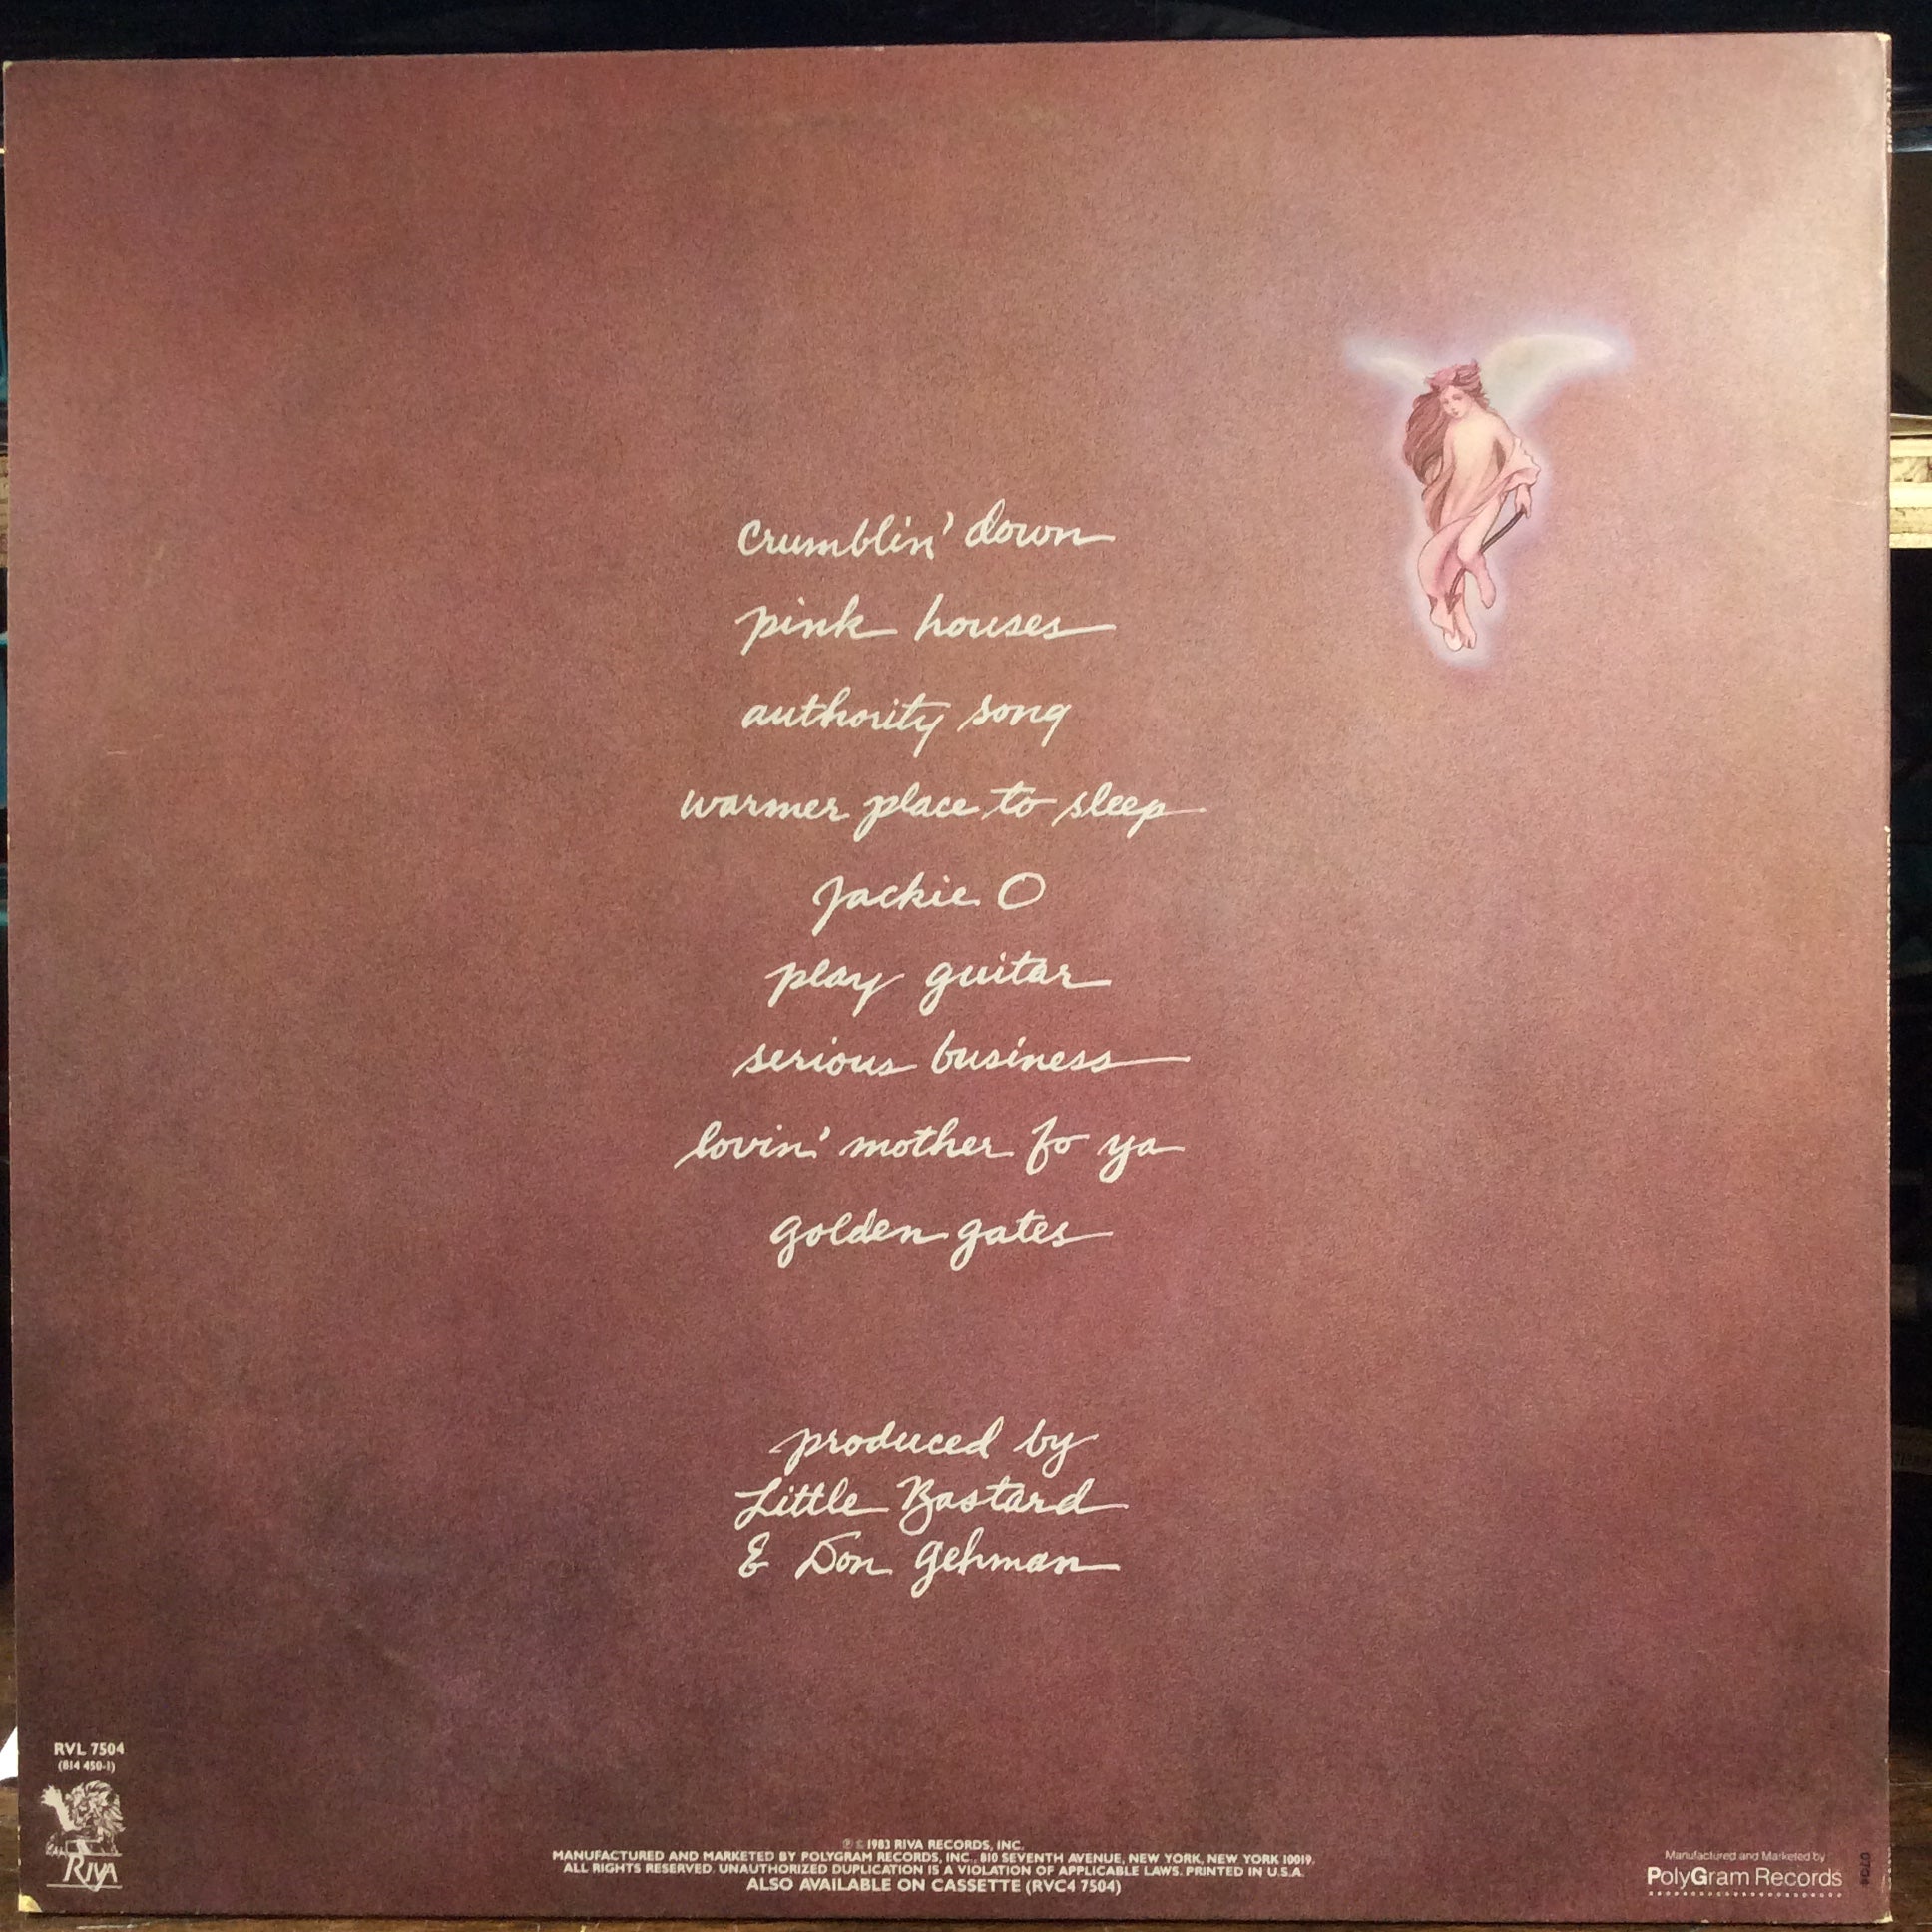 crumblin' down
pink houses
authority song
warmer place to sleep
Jackie O
play guitar
serious business
lovin' mother fo ya
golden gates
produced by
Little Bastard
& Don Gehman
RVL 7504
(814 450-1)
RIVA
℗ © 1983 RIVA RECORDS, INC.
MANUFACTURED AND MARKETED BY POLYGRAM RECORDS, INC., 810 SEVENTH AVENUE, NEW YORK, NEW YORK 10019.
ALL RIGHTS RESERVED. UNAUTHORIZED DUPLICATION IS A VIOLATION OF APPLICABLE LAWS. PRINTED IN U.S.A.
ALSO AVAILABLE ON CASSETTE (RVC4 7504)
Manufactured and Marketed by
PolyGram Records